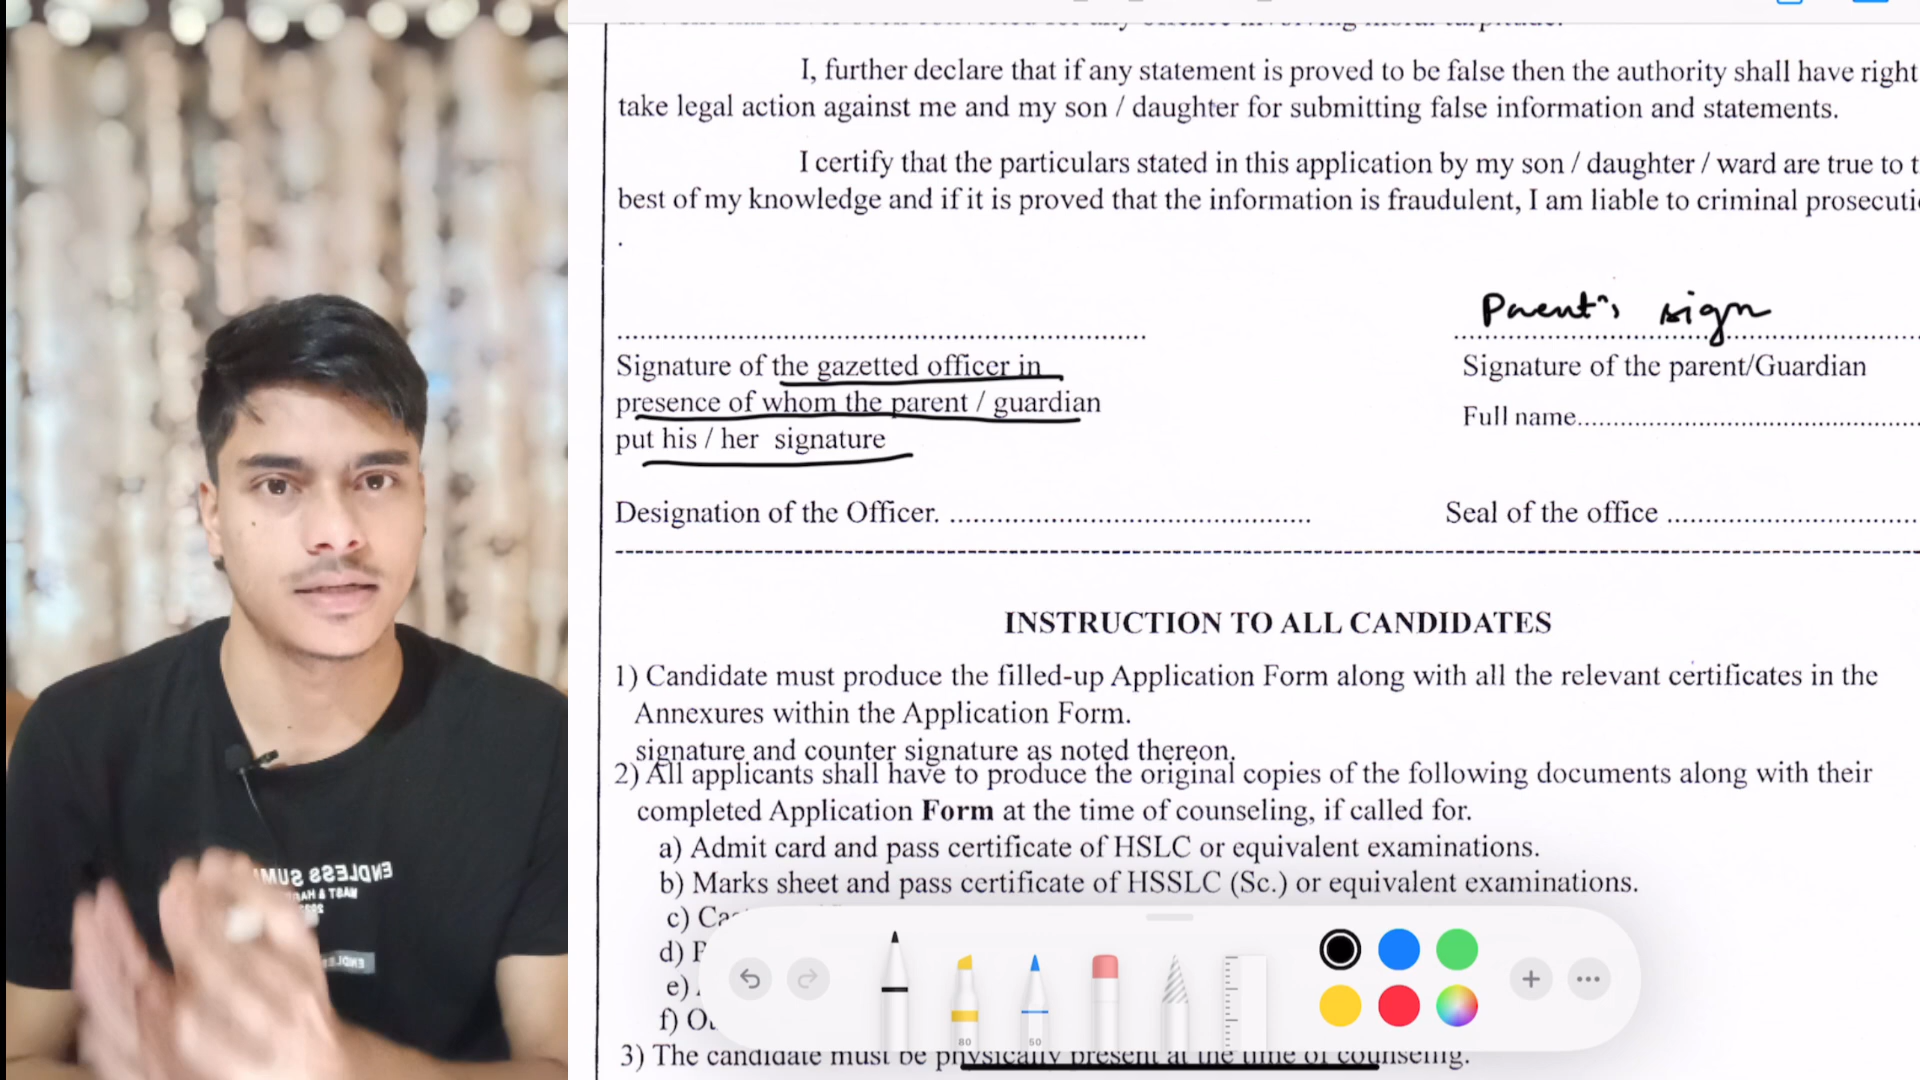 I, further declare that if any statement is proved to be false then the authority shall have right
take legal action against me and my son / daughter for submitting false information and statements.
I certify that the particulars stated in this application by my son / daughter / ward are true to t
best of my knowledge and if it is proved that the information is fraudulent, I am liable to criminal prosecuti
.
Parent's sign
Signature of the gazetted officer in
presence of whom the parent / guardian
put his / her signature
Signature of the parent/Guardian
Full name
Designation of the Officer.
Seal of the office
INSTRUCTION TO ALL CANDIDATES
1) Candidate must produce the filled-up Application Form along with all the relevant certificates in the
Annexures within the Application Form.
signature and counter signature as noted thereon.
2) All applicants shall have to produce the original copies of the following documents along with their
completed Application Form at the time of counseling, if called for.
a) Admit card and pass certificate of HSLC or equivalent examinations.
b) Marks sheet and pass certificate of HSSLC (Sc.) or equivalent examinations.
c)
d)
e)
f)
3) The candidate must be physically present at the time of counseling.
80
50
ENDLESS SUM